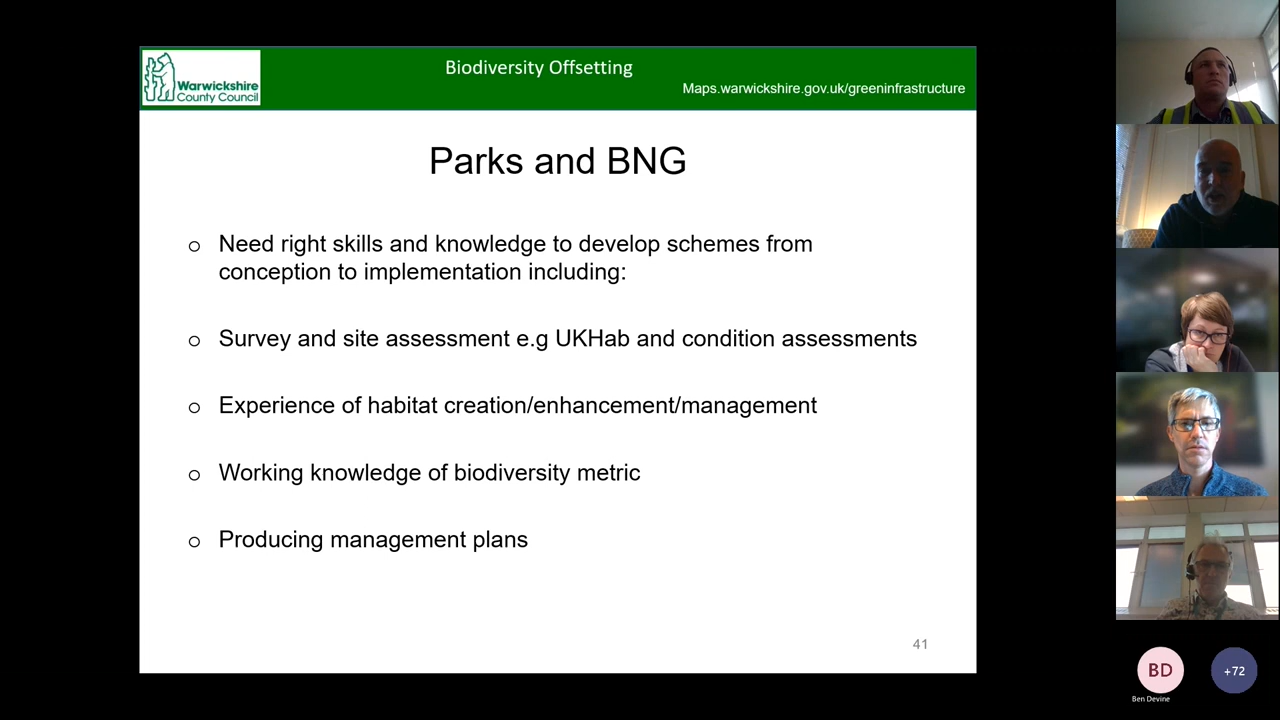 Warwickshire
County Council
Biodiversity Offsetting
Maps.warwickshire.gov.uk/greeninfrastructure
Parks and BNG
o Need right skills and knowledge to develop schemes from
conception to implementation including:
o Survey and site assessment e.g UKHab and condition assessments
o Experience of habitat creation/enhancement/management
o Working knowledge of biodiversity metric
o Producing management plans
41
BD
Ben Devine
+72